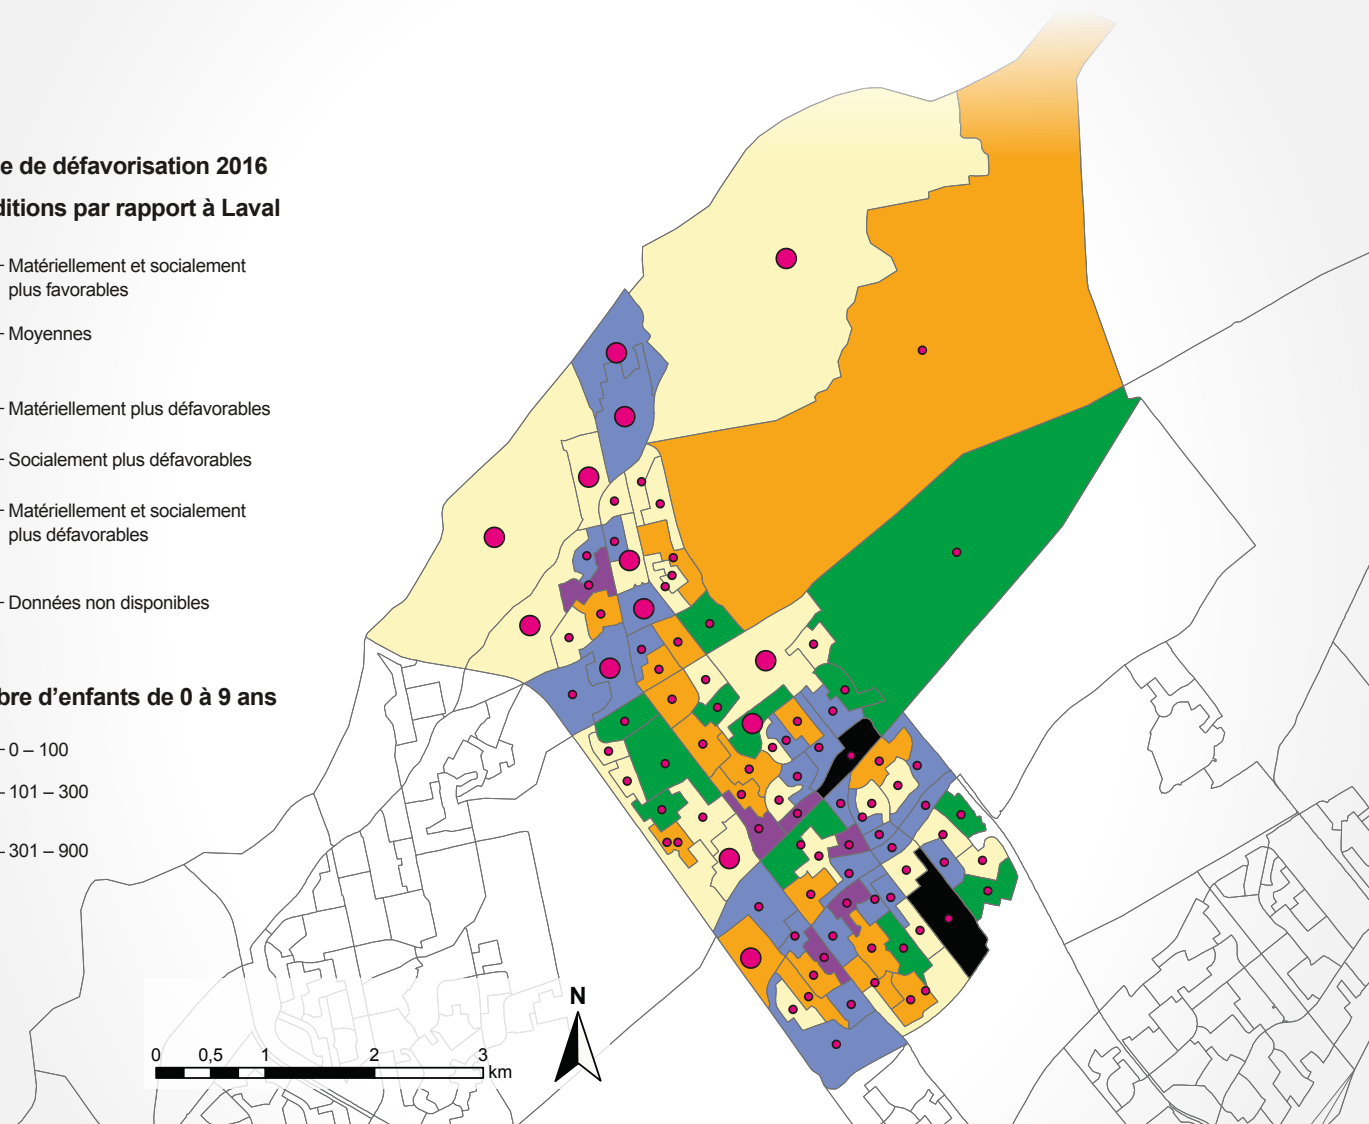 e de défavorisation 2016
ditions par rapport à Laval
Matériellement et socialement
plus favorables
Moyennes
Matériellement plus défavorables
Socialement plus défavorables
Matériellement et socialement
plus défavorables
Données non disponibles
bre d’enfants de 0 à 9 ans
0 – 100
101 – 300
301 – 900
N
0 0,5 1 2 3
km